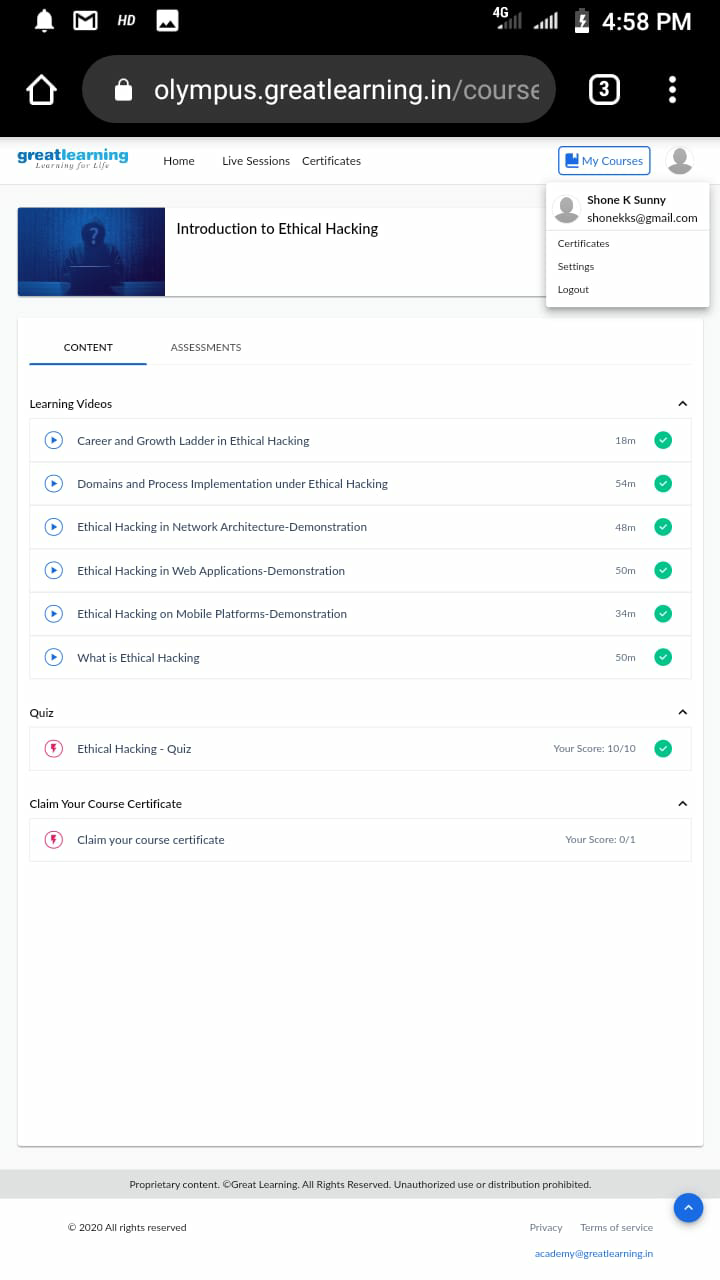 HD
4G
4:58 PM
olympus.greatlearning.in/course
3
greatlearning
Learning for Life
Home
Live Sessions
Certificates
My Courses
Shone K Sunny
shonekks@gmail.com
Certificates
Settings
Logout
?
Introduction to Ethical Hacking
CONTENT
ASSESSMENTS
Learning Videos
Career and Growth Ladder in Ethical Hacking 18m
Domains and Process Implementation under Ethical Hacking 54m
Ethical Hacking in Network Architecture-Demonstration 48m
Ethical Hacking in Web Applications-Demonstration 50m
Ethical Hacking on Mobile Platforms-Demonstration 34m
What is Ethical Hacking 50m
Quiz
Ethical Hacking - Quiz Your Score: 10/10
Claim Your Course Certificate
Claim your course certificate Your Score: 0/1
Proprietary content. ©Great Learning. All Rights Reserved. Unauthorized use or distribution prohibited.
© 2020 All rights reserved
Privacy Terms of service
academy@greatlearning.in